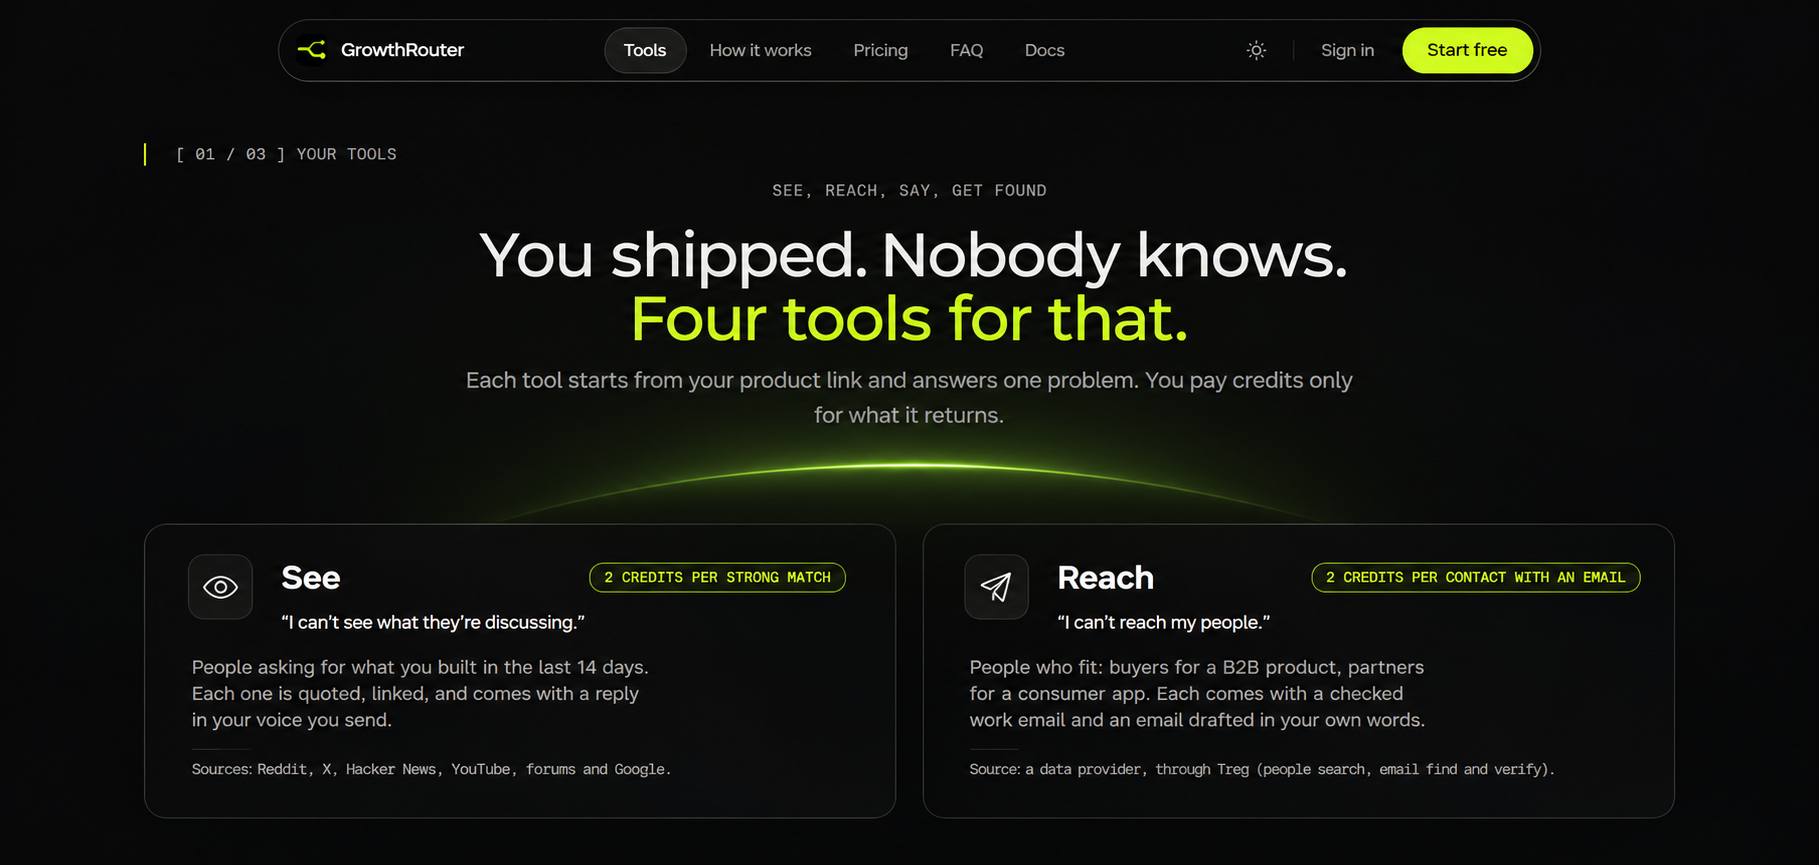 GrowthRouter
Tools
How it works
Pricing
FAQ
Docs
Sign in
Start free
[ 01 / 03 ] YOUR TOOLS
SEE, REACH, SAY, GET FOUND
You shipped. Nobody knows.
Four tools for that.
Each tool starts from your product link and answers one problem. You pay credits only
for what it returns.
See
2 CREDITS PER STRONG MATCH
“I can’t see what they’re discussing.”
People asking for what you built in the last 14 days.
Each one is quoted, linked, and comes with a reply
in your voice you send.
Sources: Reddit, X, Hacker News, YouTube, forums and Google.
Reach
2 CREDITS PER CONTACT WITH AN EMAIL
“I can’t reach my people.”
People who fit: buyers for a B2B product, partners
for a consumer app. Each comes with a checked
work email and an email drafted in your own words.
Source: a data provider, through Treg (people search, email find and verify).